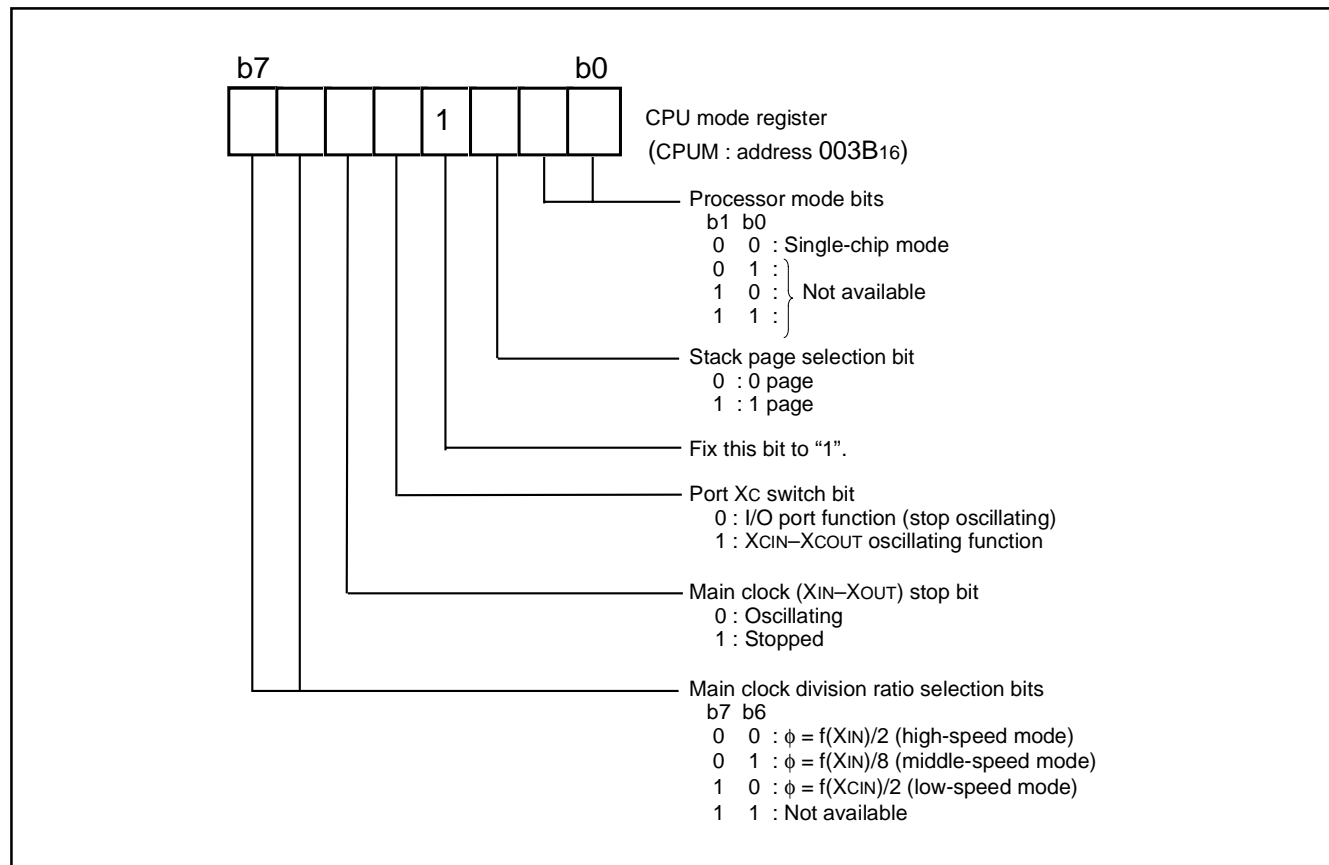 b7 b0
1
CPU mode register
(CPUM : address 003B16)
Processor mode bits
b1 b0
0 0 : Single-chip mode
0 1 :
1 0 : Not available
1 1 :
Stack page selection bit
0 : 0 page
1 : 1 page
Fix this bit to “1”.
Port XC switch bit
0 : I/O port function (stop oscillating)
1 : XCIN–XCOUT oscillating function
Main clock (XIN–XOUT) stop bit
0 : Oscillating
1 : Stopped
Main clock division ratio selection bits
b7 b6
0 0 : ϕ = f(XIN)/2 (high-speed mode)
0 1 : ϕ = f(XIN)/8 (middle-speed mode)
1 0 : ϕ = f(XCIN)/2 (low-speed mode)
1 1 : Not available